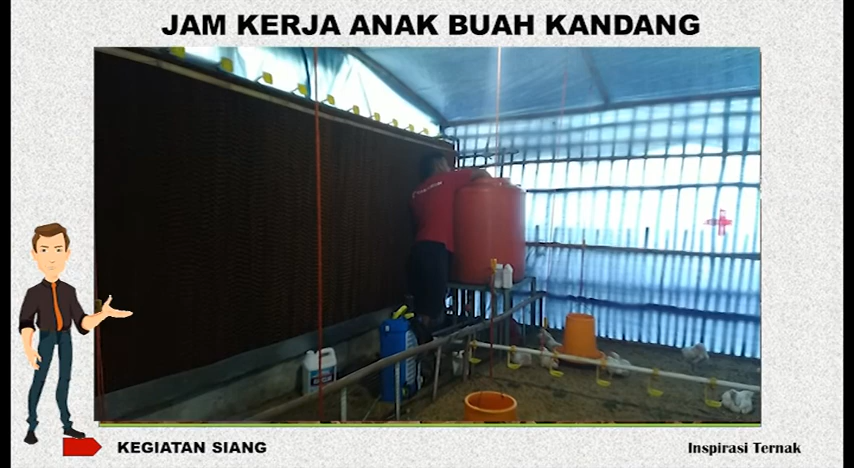 JAM KERJA ANAK BUAH KANDANG
KEGIATAN SIANG
Inspirasi Ternak